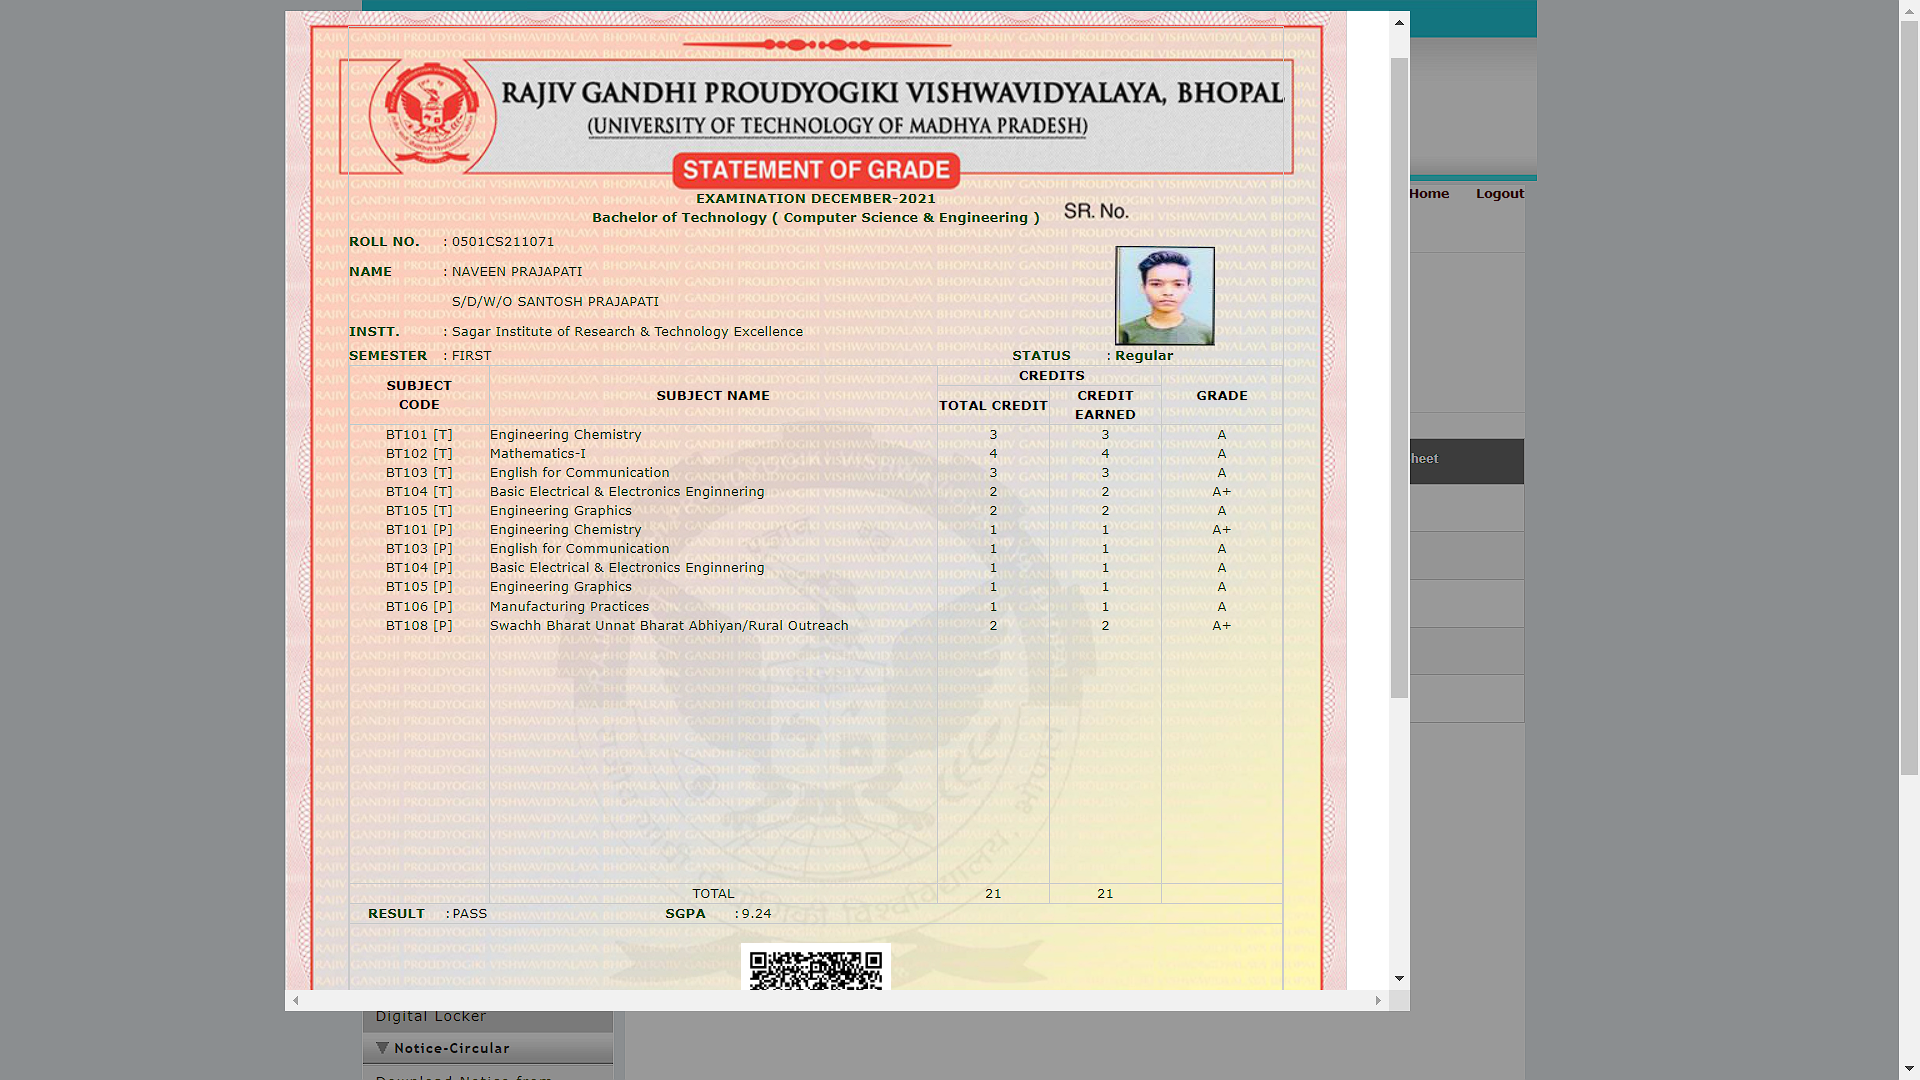 RAJIV GANDHI PROUDYOGIKI VISHWAVIDYALAYA, BHOPAL
(UNIVERSITY OF TECHNOLOGY OF MADHYA PRADESH)
STATEMENT OF GRADE
EXAMINATION DECEMBER-2021
Bachelor of Technology ( Computer Science & Engineering )
SR. No.
Home Logout
ROLL NO. : 0501CS211071
NAME : NAVEEN PRAJAPATI
S/D/W/O SANTOSH PRAJAPATI
INSTT. : Sagar Institute of Research & Technology Excellence
SEMESTER : FIRST STATUS : Regular
SUBJECT CODE SUBJECT NAME CREDITS TOTAL CREDIT CREDIT EARNED GRADE
BT101 [T] Engineering Chemistry 3 3 A
BT102 [T] Mathematics-I 4 4 A
BT103 [T] English for Communication 3 3 A
BT104 [T] Basic Electrical & Electronics Enginnering 2 2 A+
heet
BT105 [T] Engineering Graphics 2 2 A
BT101 [P] Engineering Chemistry 1 1 A+
BT103 [P] English for Communication 1 1 A
BT104 [P] Basic Electrical & Electronics Enginnering 1 1 A
BT105 [P] Engineering Graphics 1 1 A
BT106 [P] Manufacturing Practices 1 1 A
BT108 [P] Swachh Bharat Unnat Bharat Abhiyan/Rural Outreach 2 2 A+
TOTAL 21 21
RESULT :PASS SGPA :9.24
Digital Locker
Notice-Circular
Download Notice from